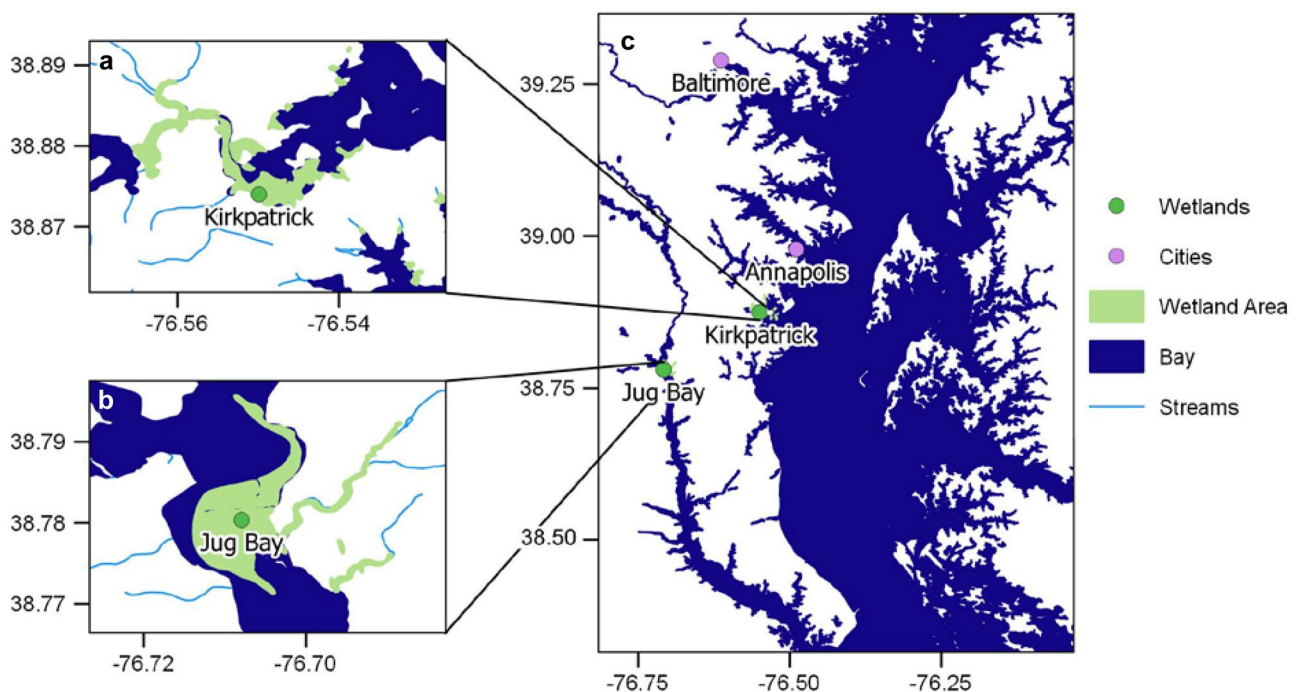 a
38.89
38.88
38.87
Kirkpatrick
-76.56
-76.54
b
38.79
38.78
38.77
Jug Bay
-76.72
-76.70
c
39.25
39.00
38.75
38.50
Baltimore
Annapolis
Kirkpatrick
Jug Bay
-76.75
-76.50
-76.25
Wetlands
Cities
Wetland Area
Bay
Streams